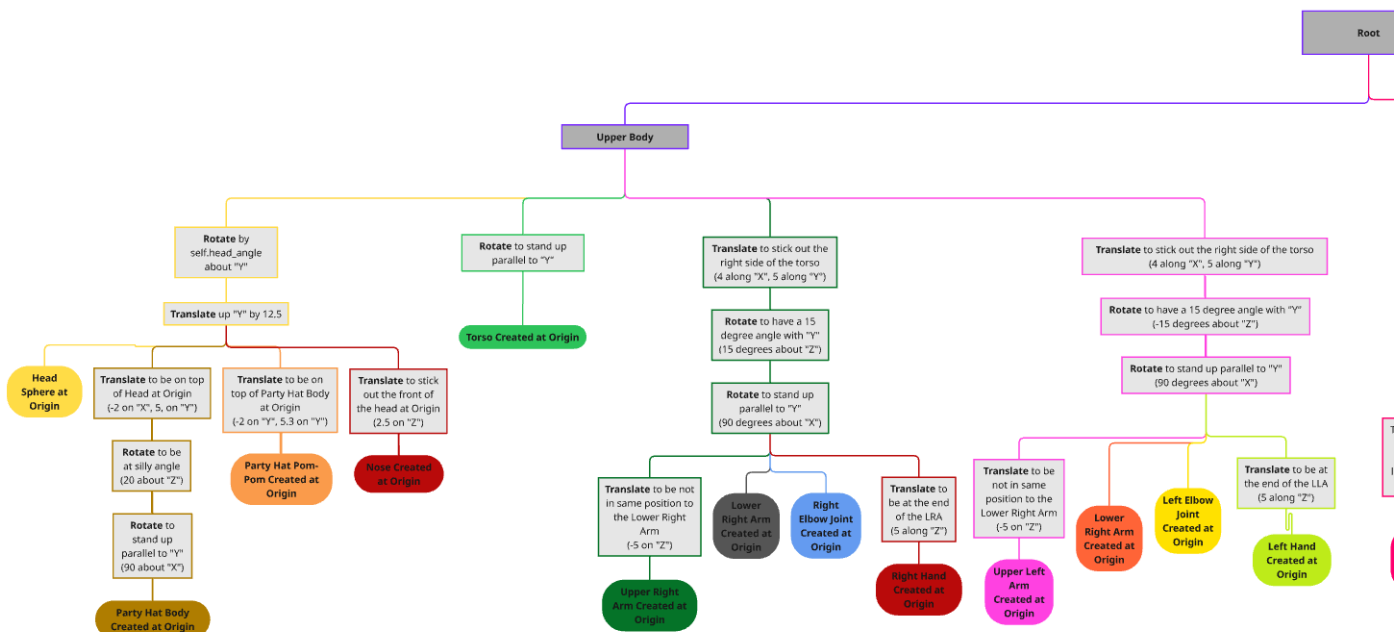 Root
Upper Body
Rotate by
self.head_angle
about "Y"
Translate up "Y" by 12.5
Head
Sphere at
Origin
Translate to be on top
of Head at Origin
(-2 on "X", 5, on "Y")
Rotate to be
at silly angle
(20 about "Z")
Rotate to
stand up
parallel to "Y"
(90 about "X")
Party Hat Body
Created at Origin
Translate to be on
top of Party Hat Body
at Origin
(-2 on "Y", 5.3 on "Y")
Party Hat Pom-
Pom Created at
Origin
Translate to stick
out the front of
the head at Origin
(2.5 on "Z")
Nose Created
at Origin
Rotate to stand up
parallel to "Y"
Torso Created at Origin
Translate to stick out the
right side of the torso
(4 along "X", 5 along "Y")
Rotate to have a 15
degree angle with "Y"
(15 degrees about "Z")
Rotate to stand up
parallel to "Y"
(90 degrees about "X")
Translate to be not
in same position to
the Lower Right
Arm
(-5 on "Z")
Upper Right
Arm Created at
Origin
Lower
Right Arm
Created at
Origin
Right
Elbow Joint
Created at
Origin
Translate to
be at the end
of the LRA
(5 along "Z")
Right Hand
Created at
Origin
Translate to stick out the right side of the torso
(4 along "X", 5 along "Y")
Rotate to have a 15 degree angle with "Y"
(-15 degrees about "Z")
Rotate to stand up parallel to "Y"
(90 degrees about "X")
Translate to be
not in same
position to the
Lower Right Arm
(-5 on "Z")
Upper Left
Arm
Created at
Origin
Lower
Right Arm
Created at
Origin
Left Elbow
Joint
Created at
Origin
Translate to be at
the end of the LLA
(5 along "Z")
Left Hand
Created at
Origin